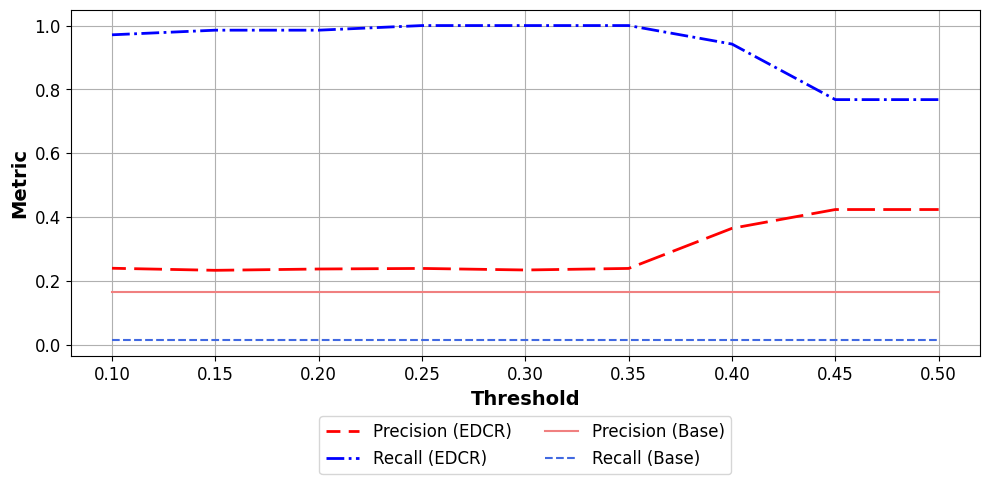 1.0
0.8
0.6
0.4
0.2
0.0
Metric
0.10 0.15 0.20 0.25 0.30 0.35 0.40 0.45 0.50
Threshold
Precision (EDCR) Precision (Base)
Recall (EDCR) Recall (Base)